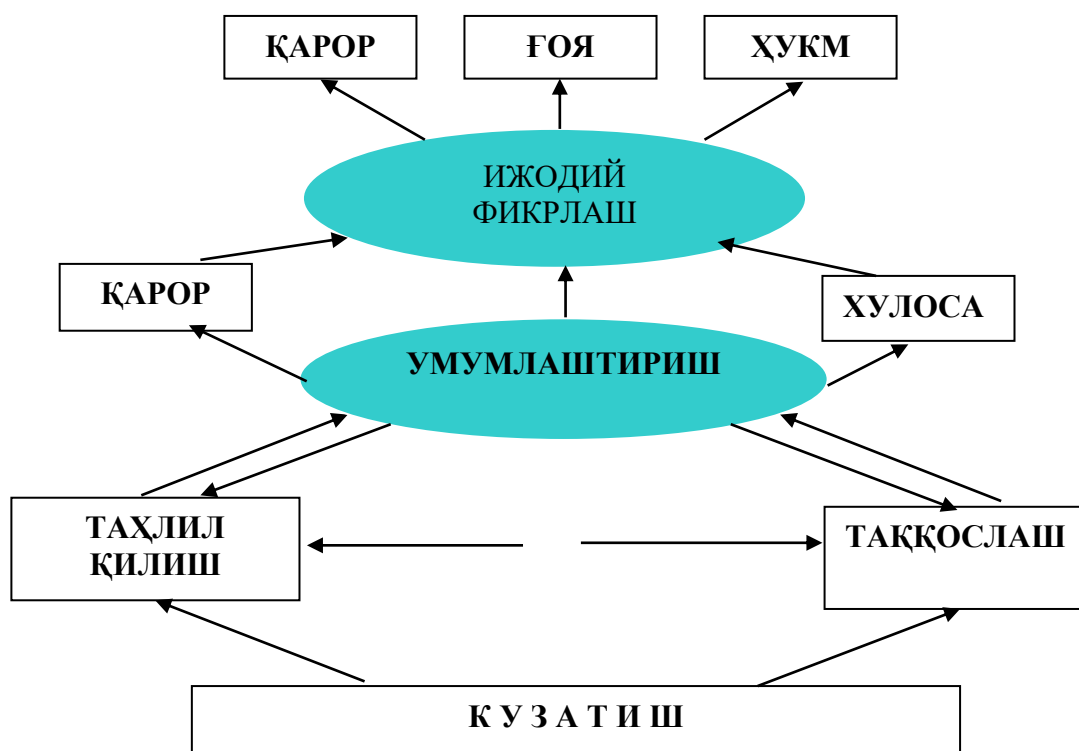 ҚАРОР
ҒОЯ
ҲУКМ
ИЖОДИЙ
ФИКРЛАШ
ҚАРОР
ХУЛОСА
УМУМЛАШТИРИШ
ТАҲЛИЛ
ҚИЛИШ
ТАҚҚОСЛАШ
К У З А Т И Ш